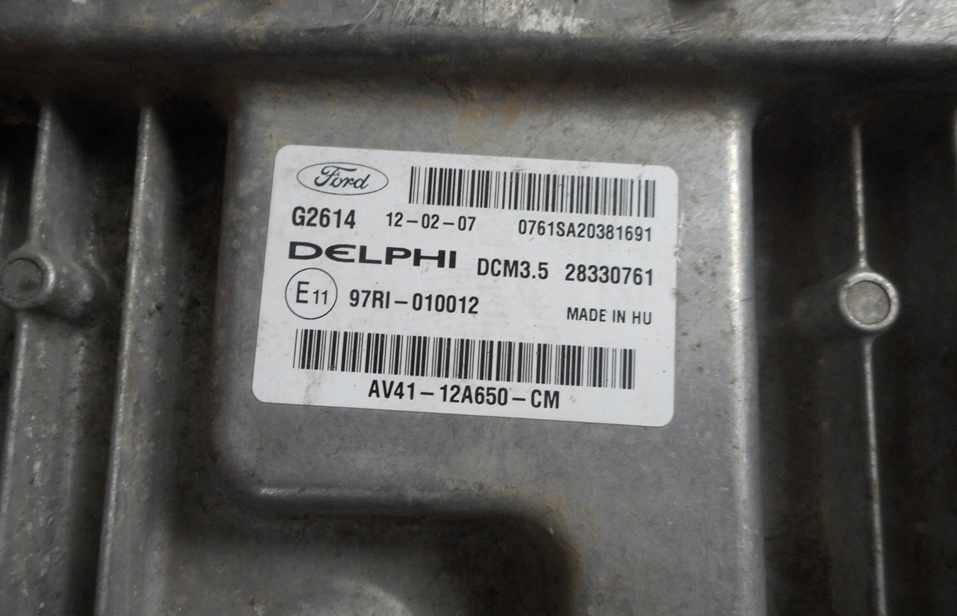 Ford
G2614 12-02-07 0761SA20381691
DELPHI DCM3.5 28330761
E11 97RI-010012 MADE IN HU
AV41-12A650-CM